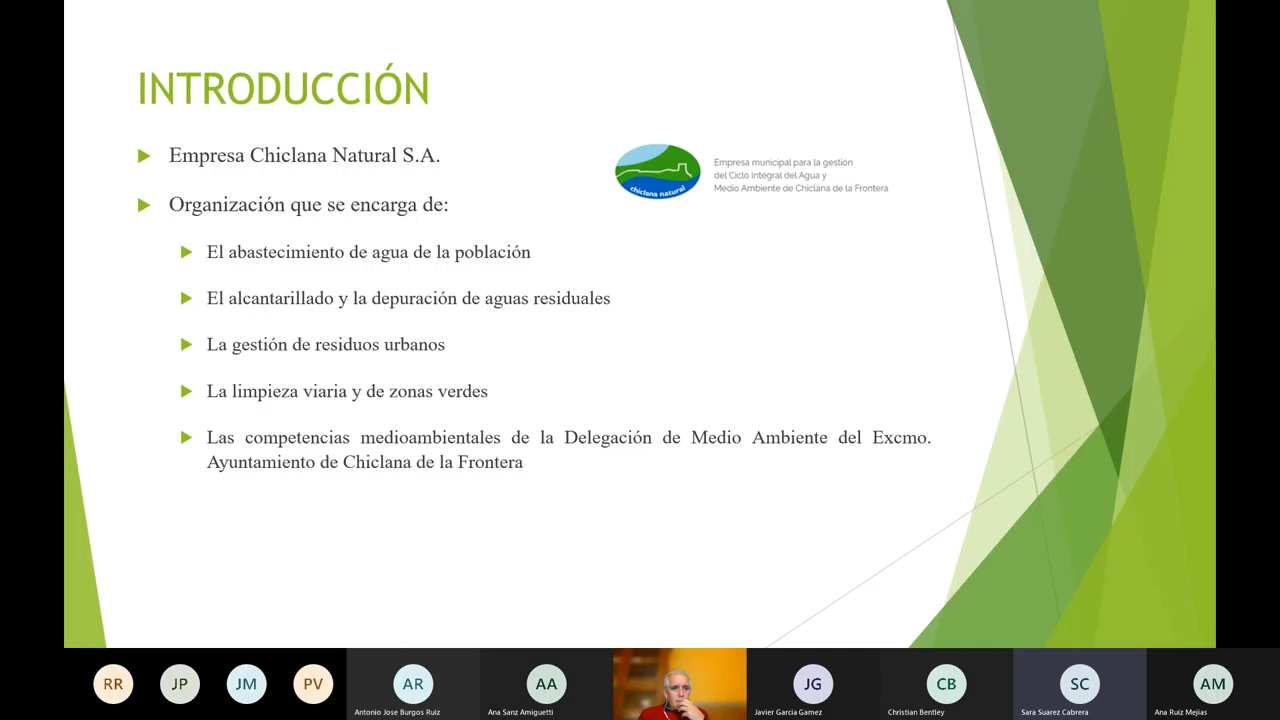 INTRODUCCIÓN
Empresa Chiclana Natural S.A.
chiclana natural
Empresa municipal para la gestión
del Ciclo Integral del Agua y
Medio Ambiente de Chiclana de la Frontera
Organización que se encarga de:
El abastecimiento de agua de la población
El alcantarillado y la depuración de aguas residuales
La gestión de residuos urbanos
La limpieza viaria y de zonas verdes
Las competencias medioambientales de la Delegación de Medio Ambiente del Excmo.
Ayuntamiento de Chiclana de la Frontera
RR
JP
JM
PV
AR
Antonio Jose Burgos Ruiz
AA
Ana Sanz Amiguetti
JG
Javier Garcia Gamez
CB
Christian Bentley
SC
Sara Suarez Cabrera
AM
Ana Ruiz Mejias